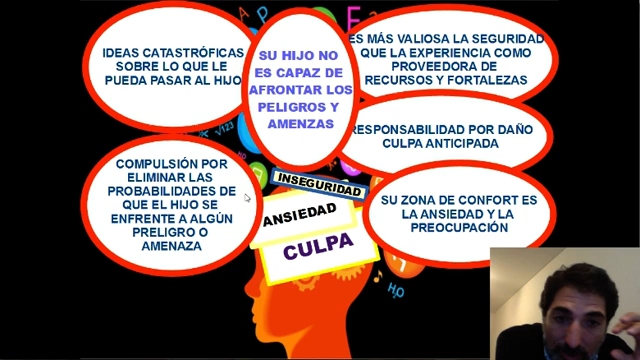 IDEAS CATASTRÓFICAS
SOBRE LO QUE LE
PUEDA PASAR AL HIJO
SU HIJO NO
ES CAPAZ DE
AFRONTAR LOS
PELIGROS Y
AMENZAS
ES MÁS VALIOSA LA SEGURIDAD
QUE LA EXPERIENCIA COMO
PROVEEDORA DE
RECURSOS Y FORTALEZAS
RESPONSABILIDAD POR DAÑO
CULPA ANTICIPADA
COMPULSIÓN POR
ELIMINAR LAS
PROBABILIDADES DE
QUE EL HIJO SE
ENFRENTE A ALGÚN
PRELIGRO O
AMENAZA
SU ZONA DE CONFORT ES
LA ANSIEDAD Y LA
PREOCUPACIÓN
INSEGURIDAD
ANSIEDAD
CULPA
√123
H₂O